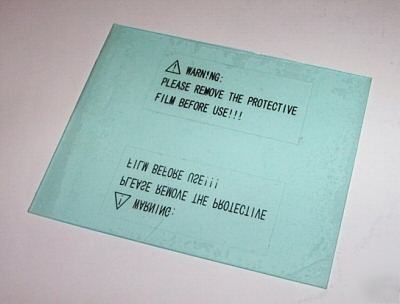 WARNING:
PLEASE REMOVE THE PROTECTIVE
FILM BEFORE USE!!!
FILM BEFORE USE!!!
PLEASE REMOVE THE PROTECTIVE
WARNING: